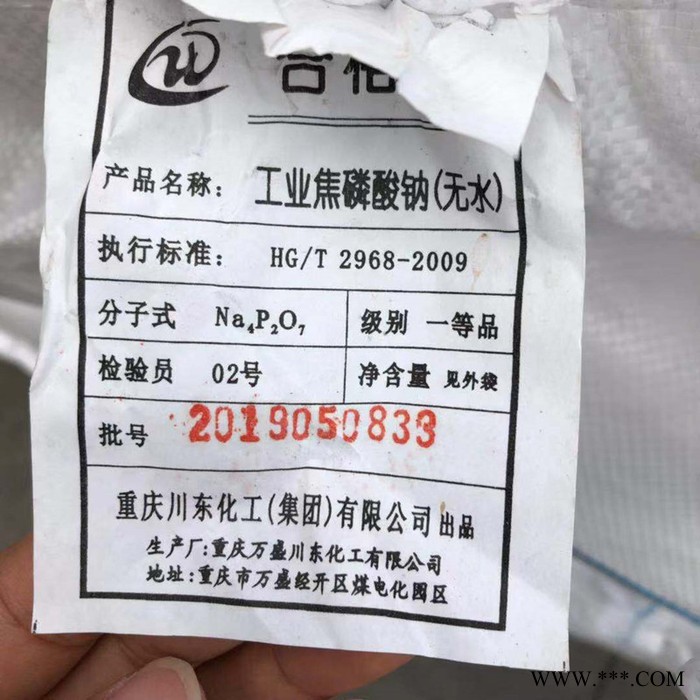 合格
产品名称: 工业焦磷酸钠(无水)
执行标准: HG/T 2968-2009
分子式 Na₄P₂O₇ 级别 一等品
检验员 02号 净含量 见外袋
批号 2019050833
重庆川东化工(集团)有限公司 出品
生产厂:重庆万盛川东化工有限公司
地址:重庆市万盛经开区煤电化园区
WWW.***.COM